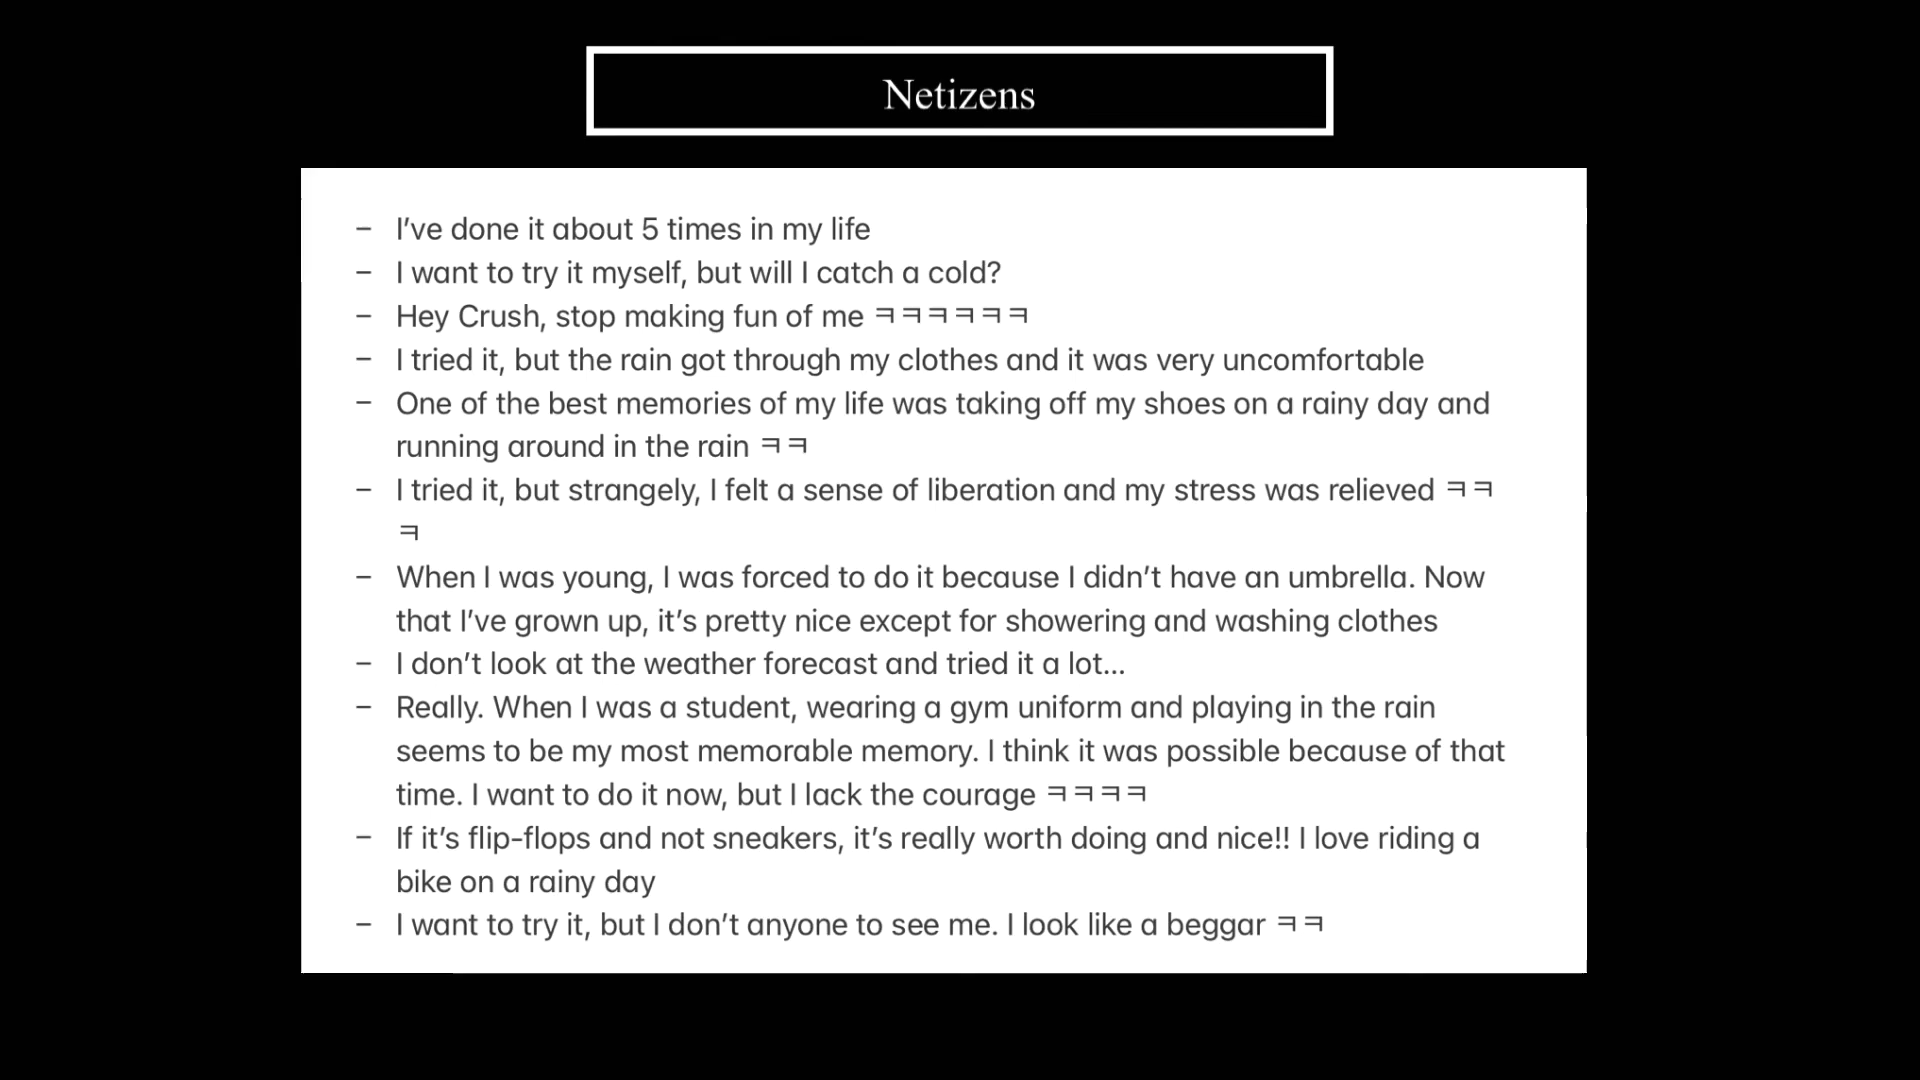 Netizens
– I’ve done it about 5 times in my life
– I want to try it myself, but will I catch a cold?
– Hey Crush, stop making fun of me ㅋㅋㅋㅋㅋㅋ
– I tried it, but the rain got through my clothes and it was very uncomfortable
– One of the best memories of my life was taking off my shoes on a rainy day and
running around in the rain ㅋㅋ
– I tried it, but strangely, I felt a sense of liberation and my stress was relieved ㅋㅋ
ㅋ
– When I was young, I was forced to do it because I didn’t have an umbrella. Now
that I’ve grown up, it’s pretty nice except for showering and washing clothes
– I don’t look at the weather forecast and tried it a lot…
– Really. When I was a student, wearing a gym uniform and playing in the rain
seems to be my most memorable memory. I think it was possible because of that
time. I want to do it now, but I lack the courage ㅋㅋㅋㅋ
– If it’s flip-flops and not sneakers, it’s really worth doing and nice!! I love riding a
bike on a rainy day
– I want to try it, but I don’t anyone to see me. I look like a beggar ㅋㅋ